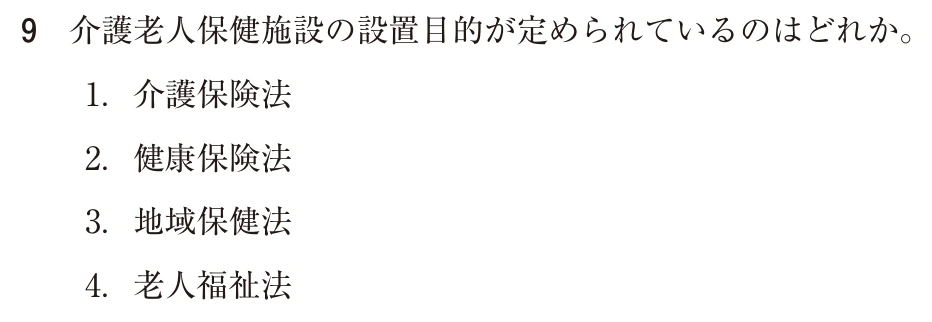 9 介護老人保健施設の設置目的が定められているのはどれか。
1. 介護保険法
2. 健康保険法
3. 地域保健法
4. 老人福祉法